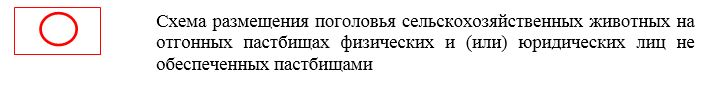 Схема размещения поголовья сельскохозяйственных животных на
отгонных пастбищах физических и (или) юридических лиц не
обеспеченных пастбищами